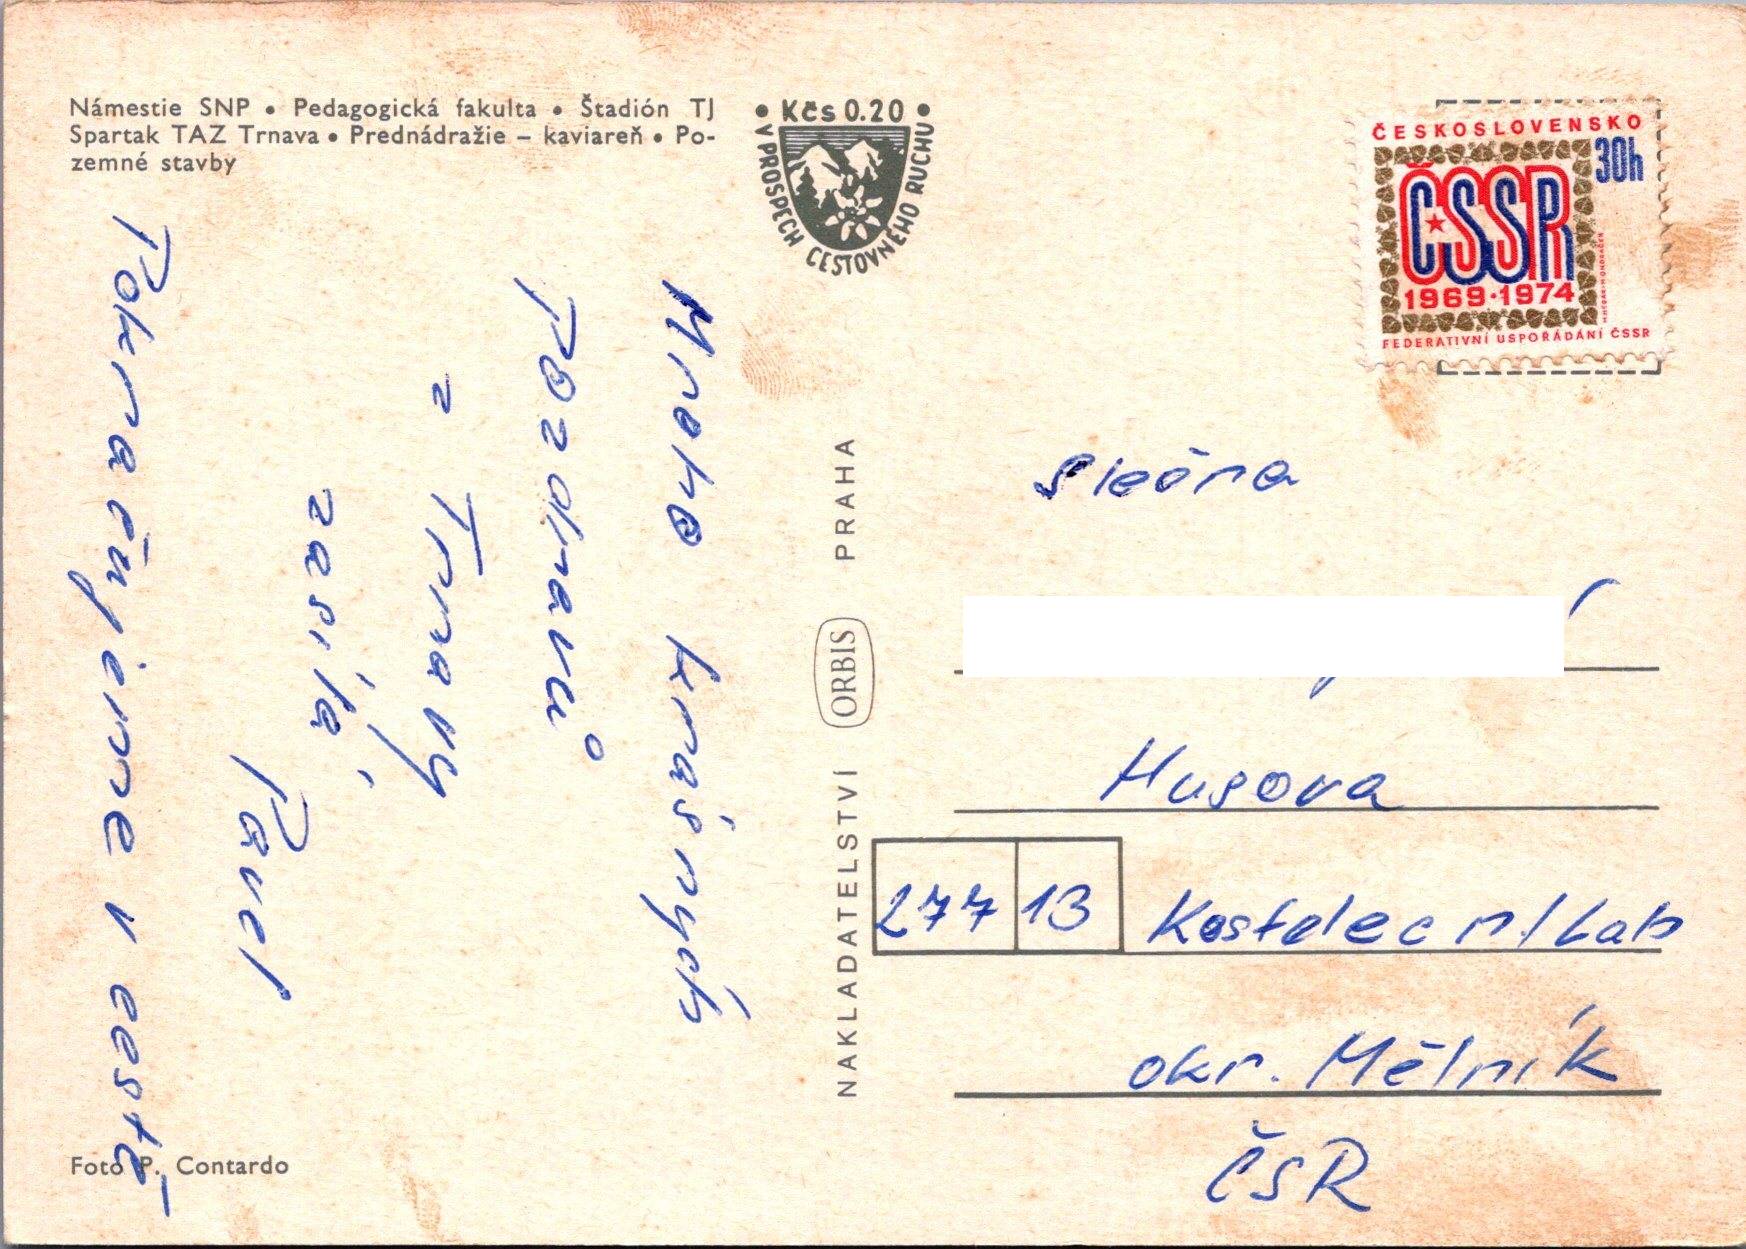 Námestie SNP • Pedagogická fakulta • Štadión TJ
Spartak TAZ Trnava • Prednádražie – kaviareň • Po-
zemné stavby
• Kčs 0.20 •
V PROSPECH CESTOVNÉHO RUCHU
ČESKOSLOVENSKO
30h
ČSSR
1969·1974
FEDERATIVNÍ USPOŘÁDÁNÍ ČSSR
Mnoho krásných
pozdravů
z Trnavy
zasílá,
Pavel
Pokračujeme v cestě
NAKLADATELSTVÍ ORBIS PRAHA
Slečna
Husova
277 13 Kostelec n/Lab
okr. Mělník
ČSR
Foto P. Contardo